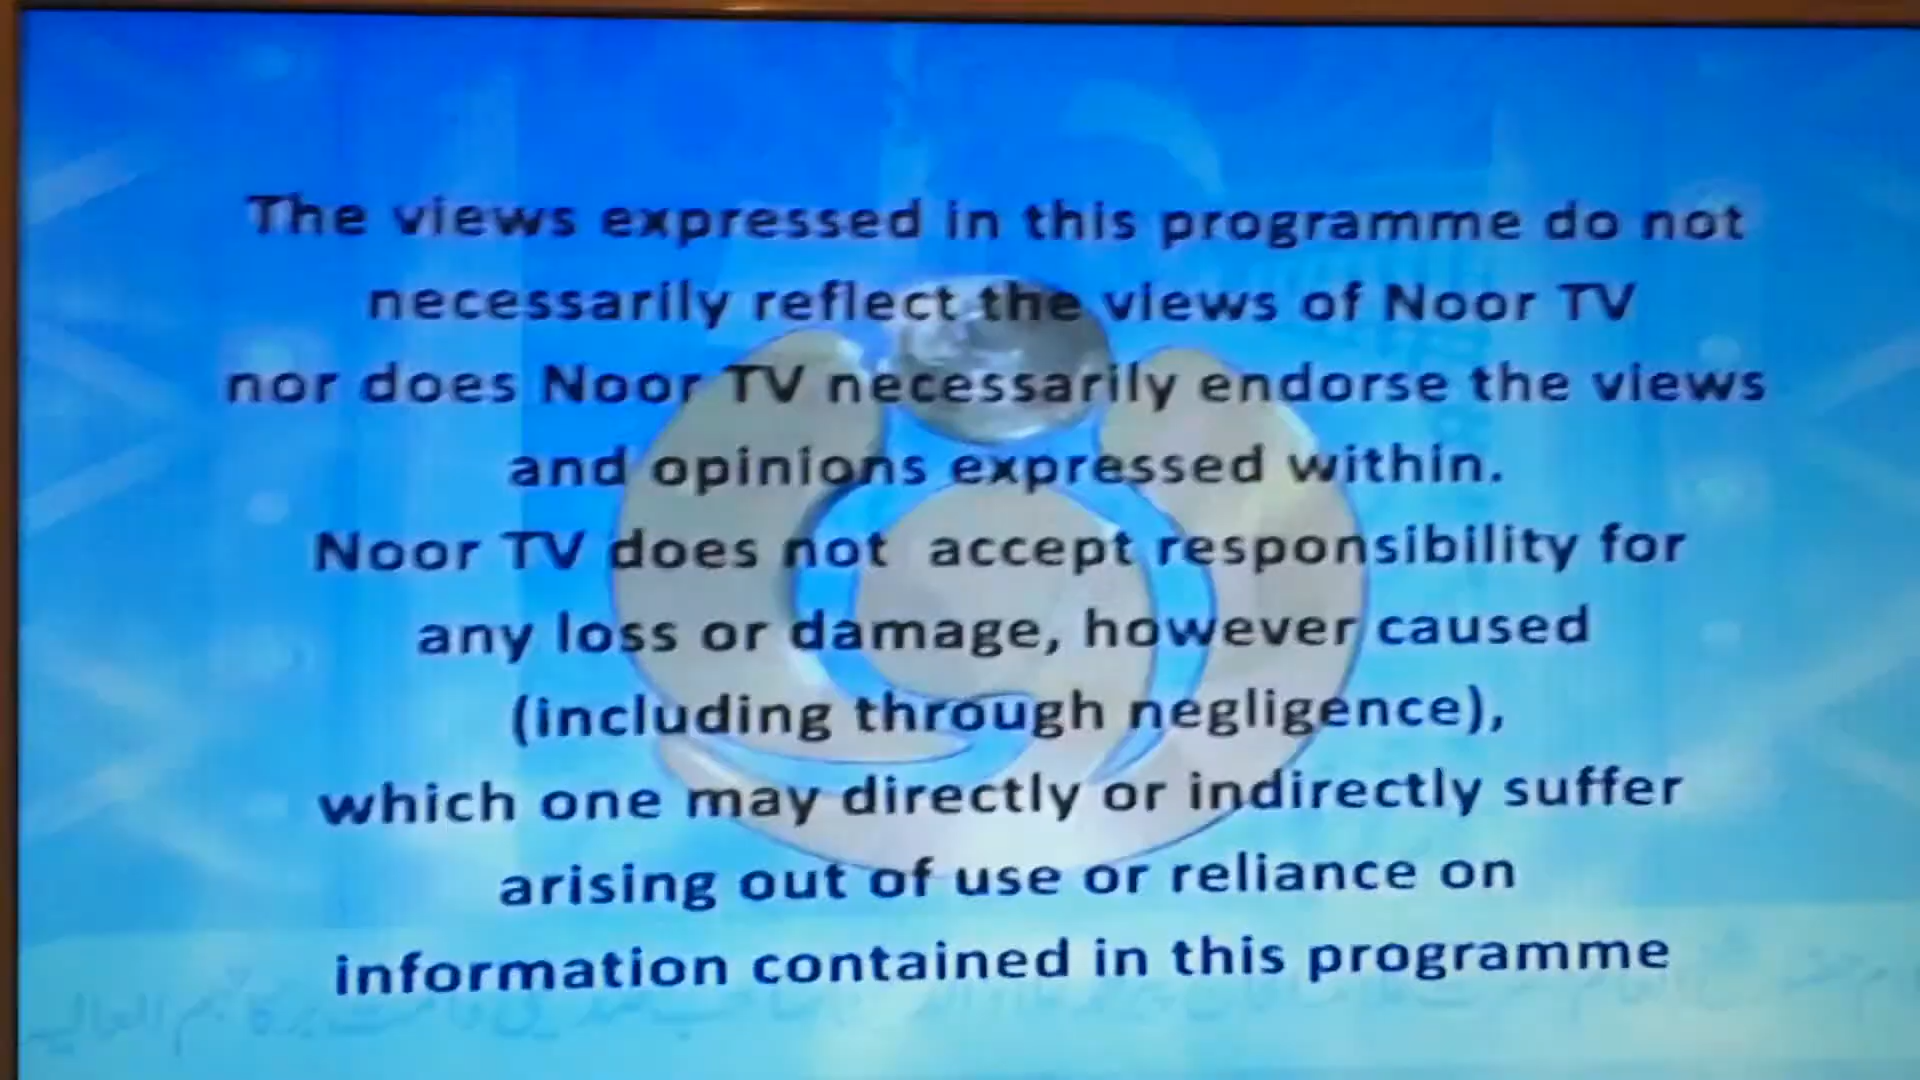 The views expressed in this programme do not
necessarily reflect the views of Noor TV
nor does Noor TV necessarily endorse the views
and opinions expressed within.
Noor TV does not accept responsibility for
any loss or damage, however caused
(including through negligence),
which one may directly or indirectly suffer
arising out of use or reliance on
information contained in this programme